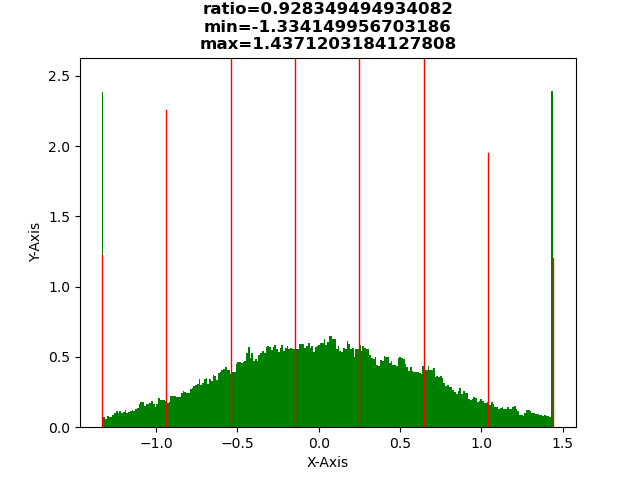 ratio=0.928349494934082
min=-1.334149956703186
max=1.4371203184127808
2.5
2.0
1.5
1.0
0.5
0.0
Y-Axis
−1.0 −0.5 0.0 0.5 1.0 1.5
X-Axis